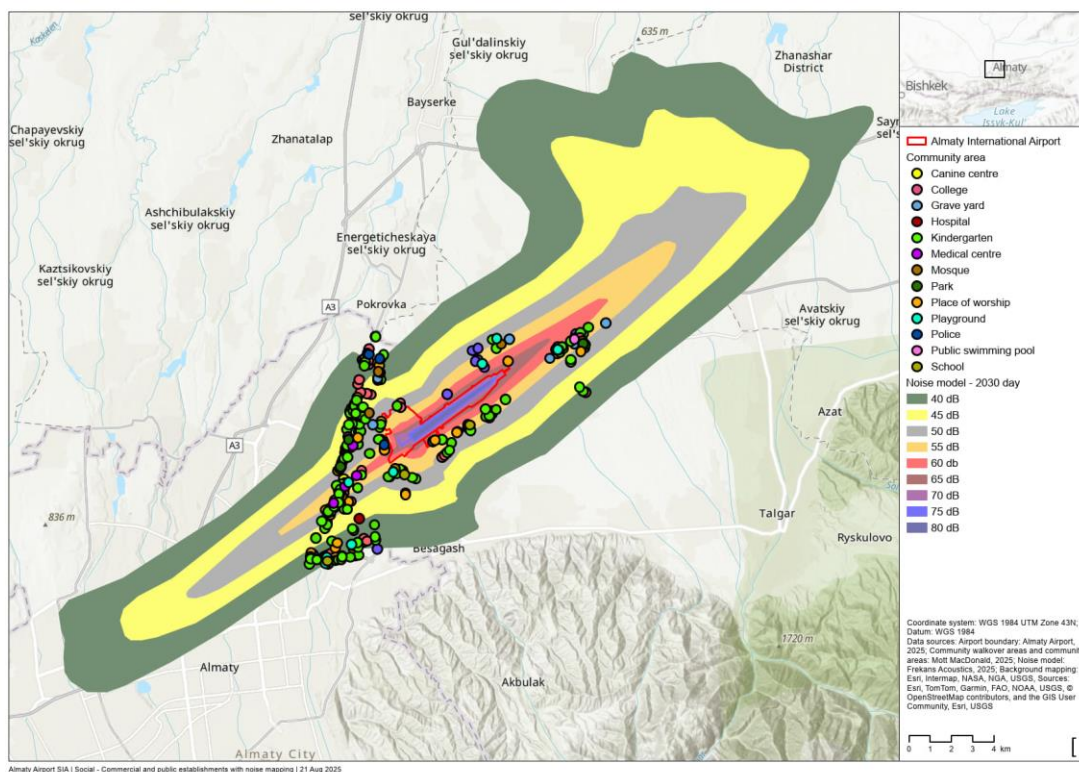 sel'skiy okrug
Koskelen
Gul'dalinskiy
sel'skiy okrug
635 m
Zhanashar
District
Bayserke
Chapayevskiy
sel'skiy okrug
Zhanatalap
Ashchibulakskiy
sel'skiy okrug
Energeticheskaya
sel'skiy okrug
Kaztsikovskiy
sel'skiy okrug
A3
Pokrovka
Avatskiy
sel'skiy okrug
A3
Azat
836 m
Talgar
Ryskulovo
Besagash
1720 m
Almaty
Akbulak
Almaty City
Almaty
Bishkek
Lake
Issyk-Kul'
Almaty International Airport
Community area
Canine centre
College
Grave yard
Hospital
Kindergarten
Medical centre
Mosque
Park
Place of worship
Playground
Police
Public swimming pool
School
Noise model - 2030 day
40 dB
45 dB
50 dB
55 dB
60 db
65 dB
70 dB
75 dB
80 dB
Coordinate system: WGS 1984 UTM Zone 43N;
Datum: WGS 1984
Data sources: Airport boundary: Almaty Airport,
2025; Community walkover areas and communi
areas: Mott MacDonald, 2025; Noise model:
Frekans Acoustics, 2025; Background mapping:
Esri, Intermap, NASA, NGA, USGS, Sources:
Esri, TomTom, Garmin, FAO, NOAA, USGS, ©
OpenStreetMap contributors, and the GIS User
Community, Esri, USGS
0 1 2 3 4 km
Almaty Airport SIA | Social - Commercial and public establishments with noise mapping | 21 Aug 2025